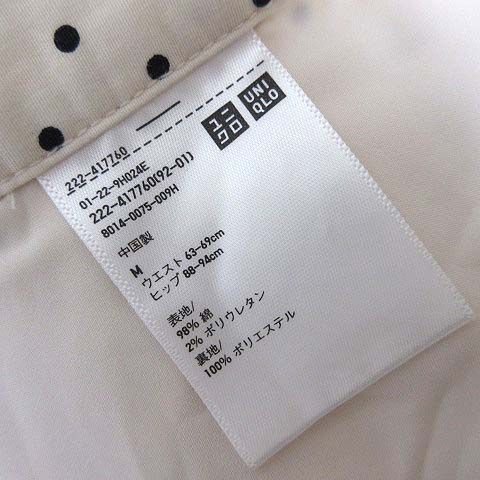 ユニ
クロ
UNI
QLO
222-417760
01-22-9H024E
222-417760(92-01)
8014-0075-009H
中国製
M
ウエスト 63-69cm
ヒップ 88-94cm
表地/
98% 綿
2% ポリウレタン
裏地/
100% ポリエステル